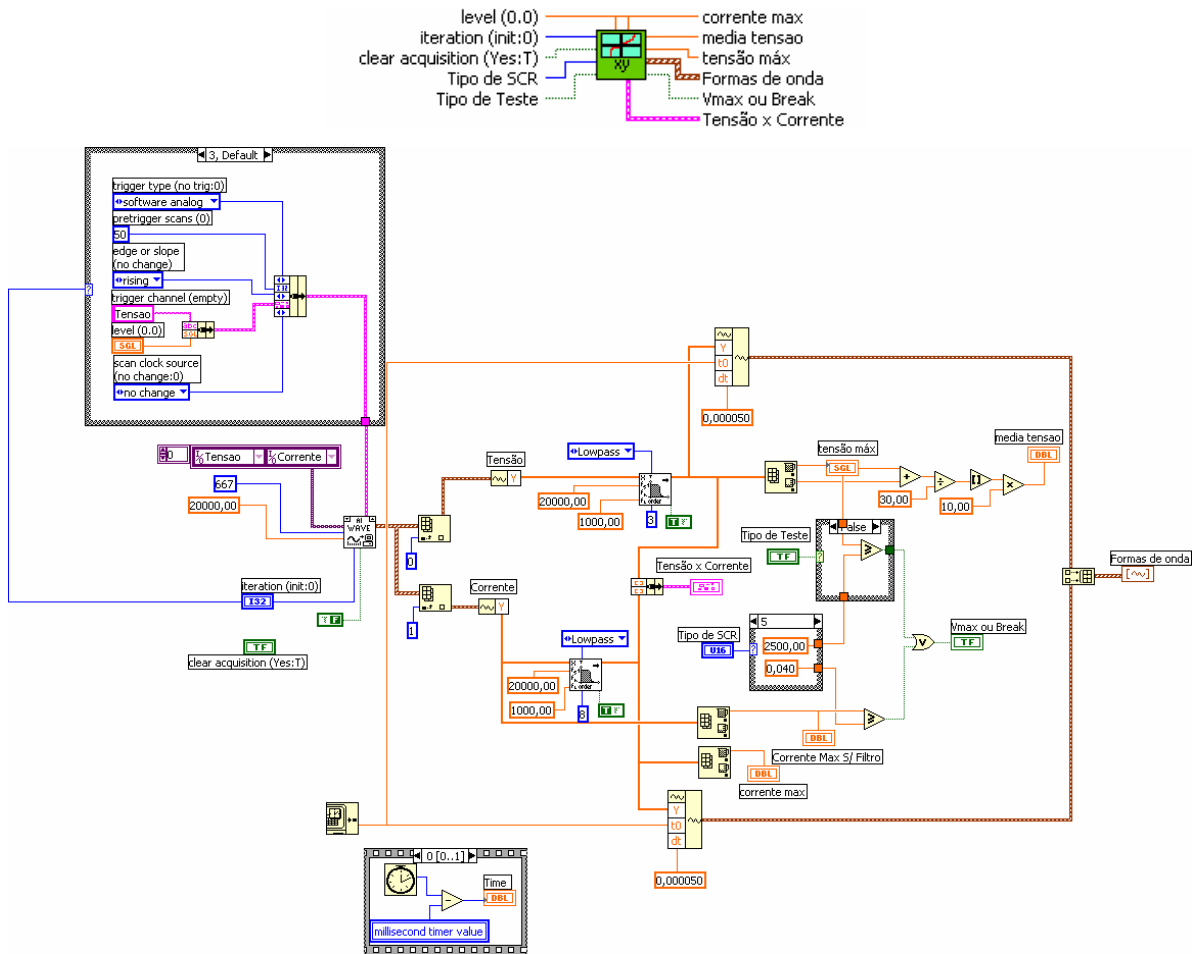 level (0.0)
iteration (init:0)
clear acquisition (Yes:T)
Tipo de SCR
Tipo de Teste
xy
corrente max
media tensao
tensão máx
Formas de onda
Vmax ou Break
Tensão x Corrente
3, Default
trigger type (no trig:0)
software analog
pretrigger scans (0)
50
edge or slope
(no change)
rising
trigger channel (empty)
Tensao
level (0.0)
SGL
scan clock source
(no change:0)
no change
abc
SGL
?
0
Tensao
Corrente
667
20000,00
AI
WAVE
iteration (init:0)
I32
TF
clear acquisition (Yes:T)
F
0
1
Tensão
Y
Corrente
Y
Lowpass
20000,00
1000,00
order
3
T F
Lowpass
20000,00
1000,00
order
8
T F
Y
t0
dt
0,000050
Tensão x Corrente
tensão máx
SGL
30,00
10,00
media tensao
DBL
Tipo de Teste
TF
False
?
Tipo de SCR
U16
5
?
2500,00
0,040
V
Vmax ou Break
TF
Formas de onda
DBL
Corrente Max S/ Filtro
DBL
corrente max
Y
t0
dt
0,000050
0 [0..1]
Time
DBL
millisecond timer value